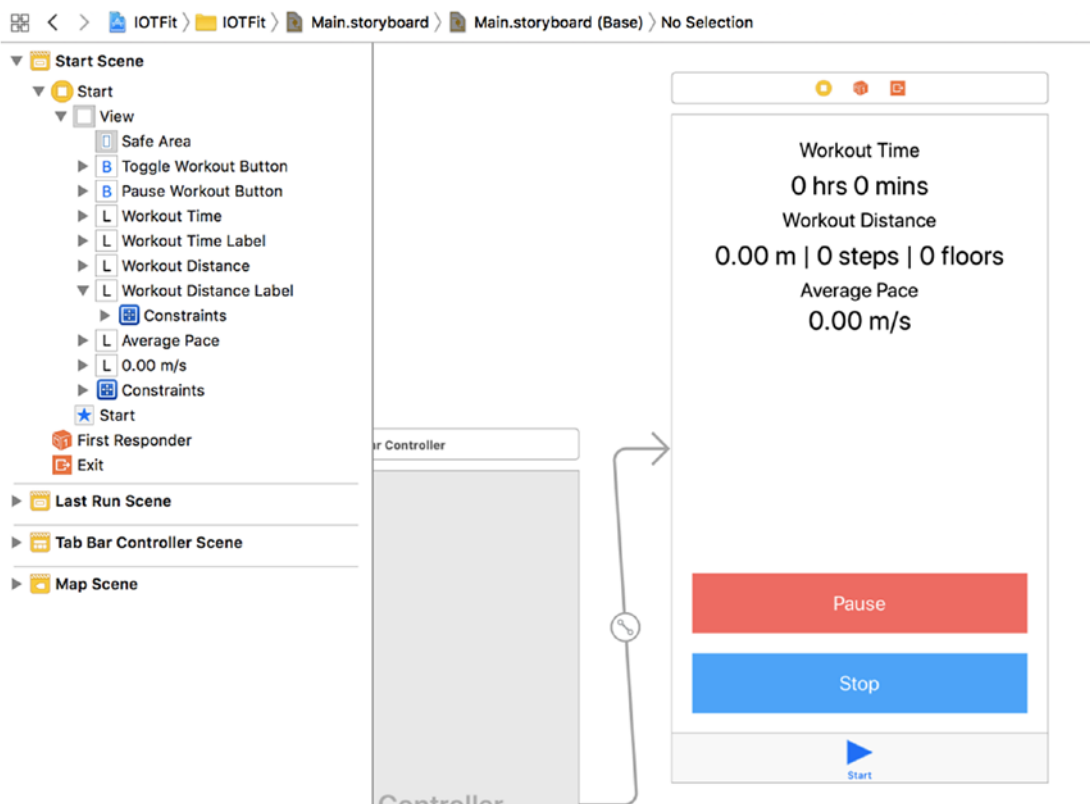 IOTFit IOTFit Main.storyboard Main.storyboard (Base) No Selection
Start Scene
Start
View
Safe Area
B Toggle Workout Button
B Pause Workout Button
L Workout Time
L Workout Time Label
L Workout Distance
L Workout Distance Label
Constraints
L Average Pace
L 0.00 m/s
Constraints
Start
First Responder
Exit
Last Run Scene
Tab Bar Controller Scene
Map Scene
ar Controller
Controller
Workout Time
0 hrs 0 mins
Workout Distance
0.00 m | 0 steps | 0 floors
Average Pace
0.00 m/s
Pause
Stop
Start